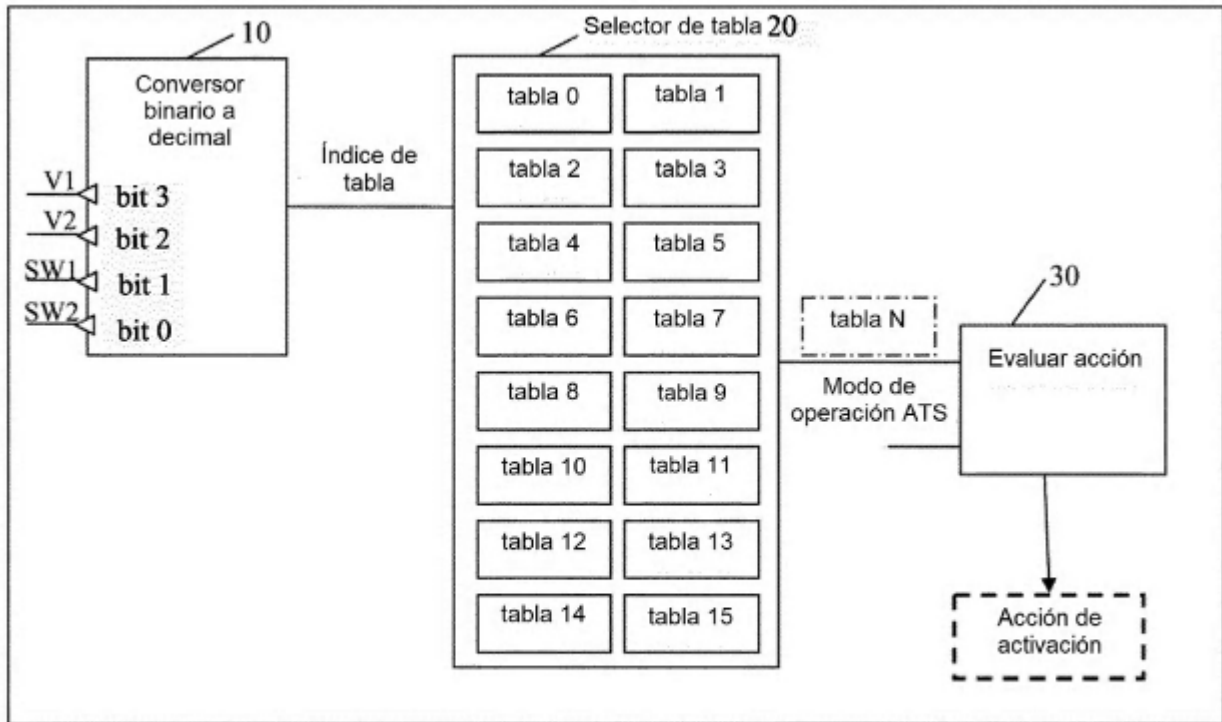 10
Conversor
binario a
decimal
V1
bit 3
V2
bit 2
SW1
bit 1
SW2
bit 0
Índice de
tabla
Selector de tabla 20
tabla 0
tabla 1
tabla 2
tabla 3
tabla 4
tabla 5
tabla 6
tabla 7
tabla 8
tabla 9
tabla 10
tabla 11
tabla 12
tabla 13
tabla 14
tabla 15
tabla N
Modo de
operación ATS
30
Evaluar acción
Acción de
activación